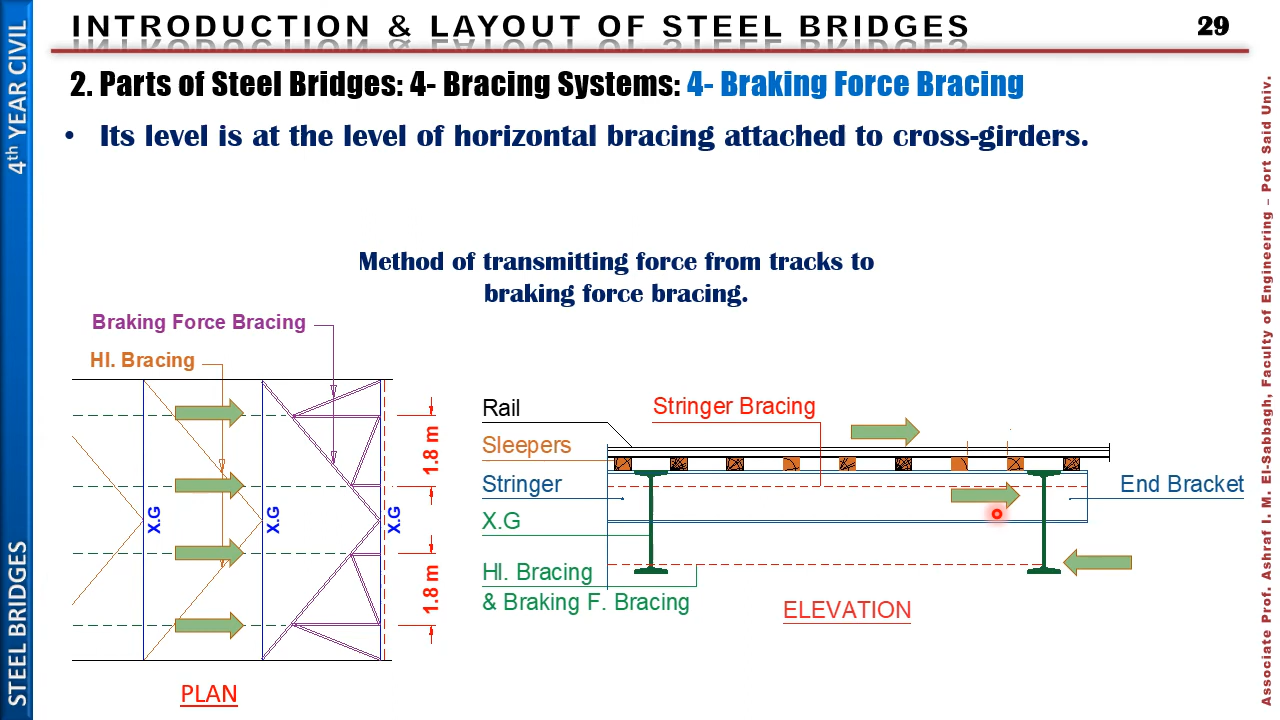 INTRODUCTION & LAYOUT OF STEEL BRIDGES
29
2. Parts of Steel Bridges: 4- Bracing Systems: 4- Braking Force Bracing
• Its level is at the level of horizontal bracing attached to cross-girders.
Method of transmitting force from tracks to
braking force bracing.
Braking Force Bracing
Hl. Bracing
1.8 m
1.8 m
X.G
X.G
X.G
PLAN
Rail
Stringer Bracing
Sleepers
Stringer
End Bracket
X.G
Hl. Bracing
& Braking F. Bracing
ELEVATION
4th YEAR CIVIL
STEEL BRIDGES
Associate Prof. Ashraf I. M. El-Sabbagh, Faculty of Engineering – Port Said Univ.